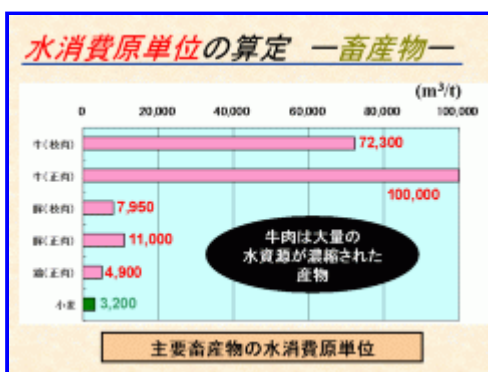 水消費原単位の算定 ー畜産物ー
(m³/t)
0 20,000 40,000 60,000 80,000 100,000
牛(枝肉) 72,300
牛(正肉) 100,000
豚(枝肉) 7,950
豚(正肉) 11,000
鶏(正肉) 4,900
小麦 3,200
牛肉は大量の
水資源が濃縮された
産物
主要畜産物の水消費原単位